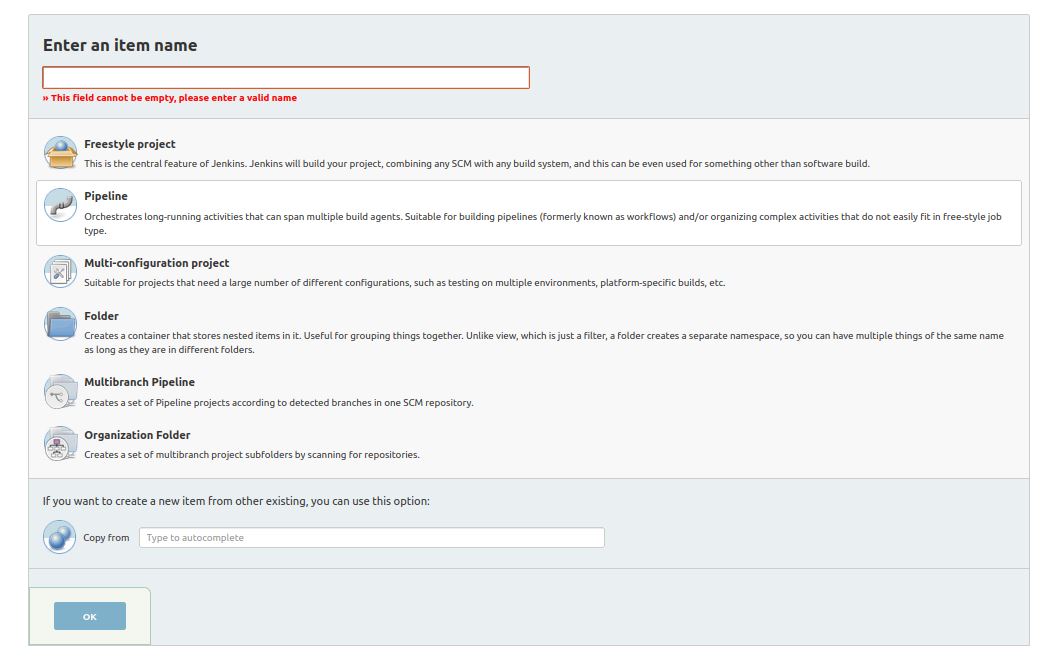 Enter an item name
» This field cannot be empty, please enter a valid name
Freestyle project
This is the central feature of Jenkins. Jenkins will build your project, combining any SCM with any build system, and this can be even used for something other than software build.
Pipeline
Orchestrates long-running activities that can span multiple build agents. Suitable for building pipelines (formerly known as workflows) and/or organizing complex activities that do not easily fit in free-style job
type.
Multi-configuration project
Suitable for projects that need a large number of different configurations, such as testing on multiple environments, platform-specific builds, etc.
Folder
Creates a container that stores nested items in it. Useful for grouping things together. Unlike view, which is just a filter, a folder creates a separate namespace, so you can have multiple things of the same name
as long as they are in different folders.
Multibranch Pipeline
Creates a set of Pipeline projects according to detected branches in one SCM repository.
Organization Folder
Creates a set of multibranch project subfolders by scanning for repositories.
If you want to create a new item from other existing, you can use this option:
Copy from Type to autocomplete
OK